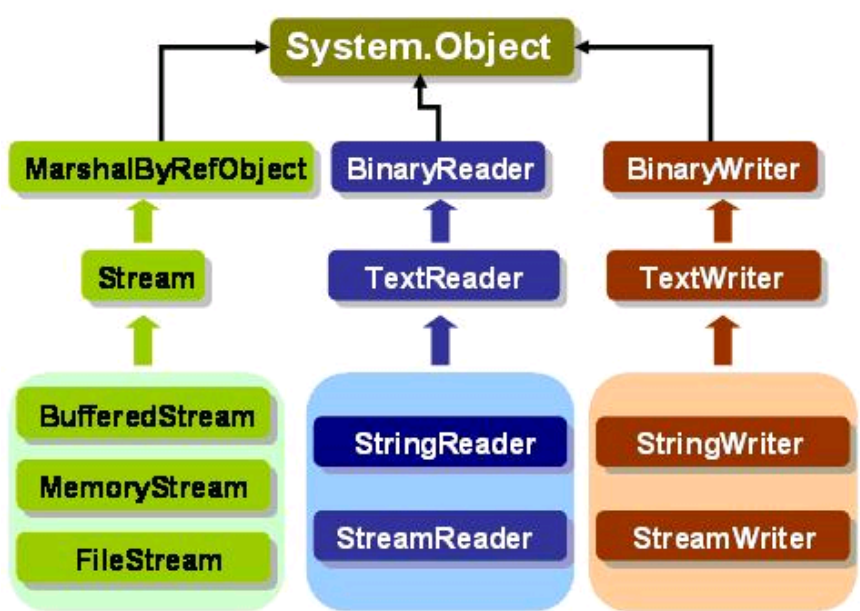 System.Object
MarshalByRefObject
BinaryReader
BinaryWriter
Stream
TextReader
TextWriter
BufferedStream
StringReader
StringWriter
MemoryStream
StreamReader
StreamWriter
FileStream